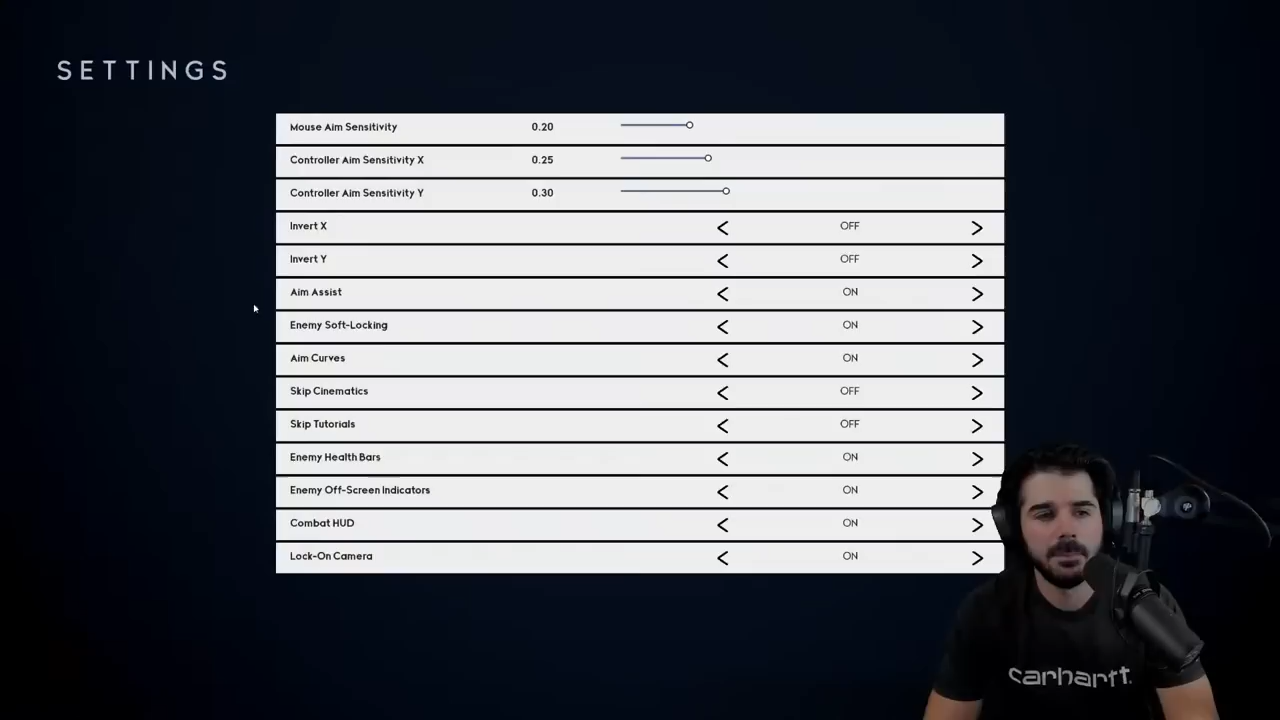 SETTINGS
Mouse Aim Sensitivity 0.20
Controller Aim Sensitivity X 0.25
Controller Aim Sensitivity Y 0.30
Invert X OFF
Invert Y OFF
Aim Assist ON
Enemy Soft-Locking ON
Aim Curves ON
Skip Cinematics OFF
Skip Tutorials OFF
Enemy Health Bars ON
Enemy Off-Screen Indicators ON
Combat HUD ON
Lock-On Camera ON
carhartt.